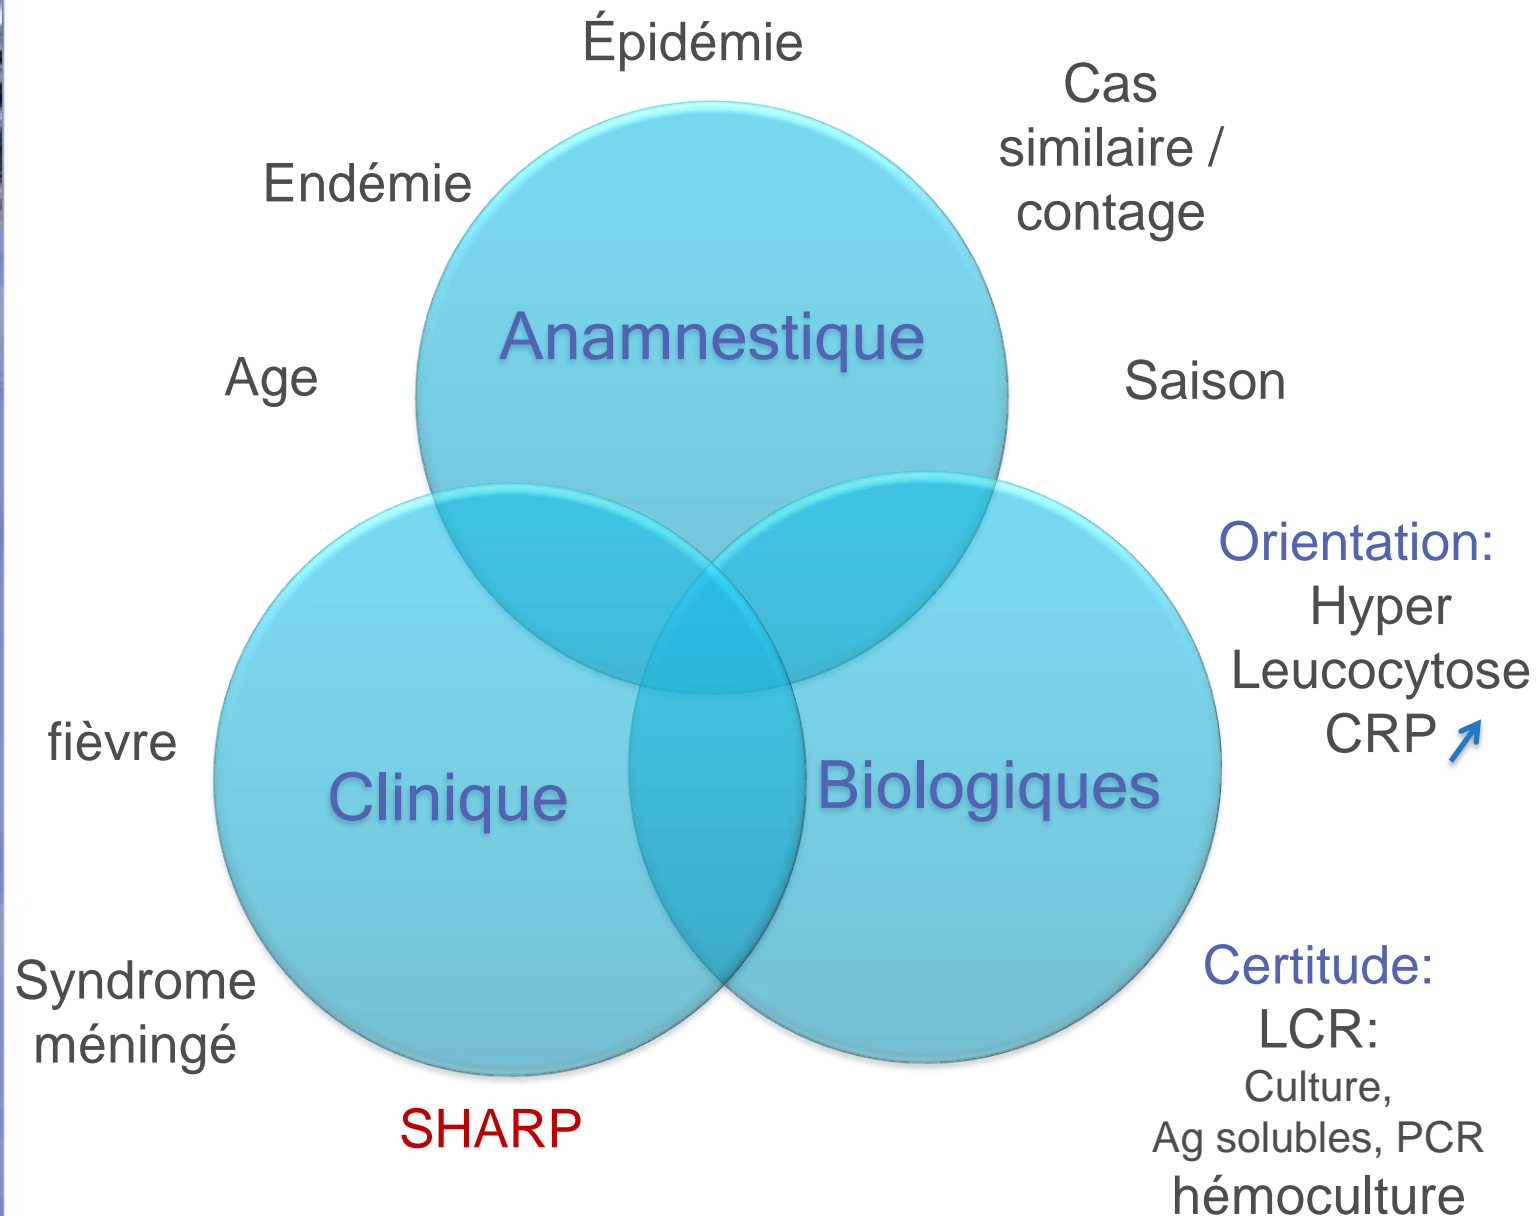 Épidémie
Cas
similaire /
contage
Endémie
Anamnestique
Age
Saison
Orientation:
Hyper
Leucocytose
CRP ↗
fièvre
Clinique
Biologiques
Syndrome
méningé
SHARP
Certitude:
LCR:
Culture,
Ag solubles, PCR
hémoculture